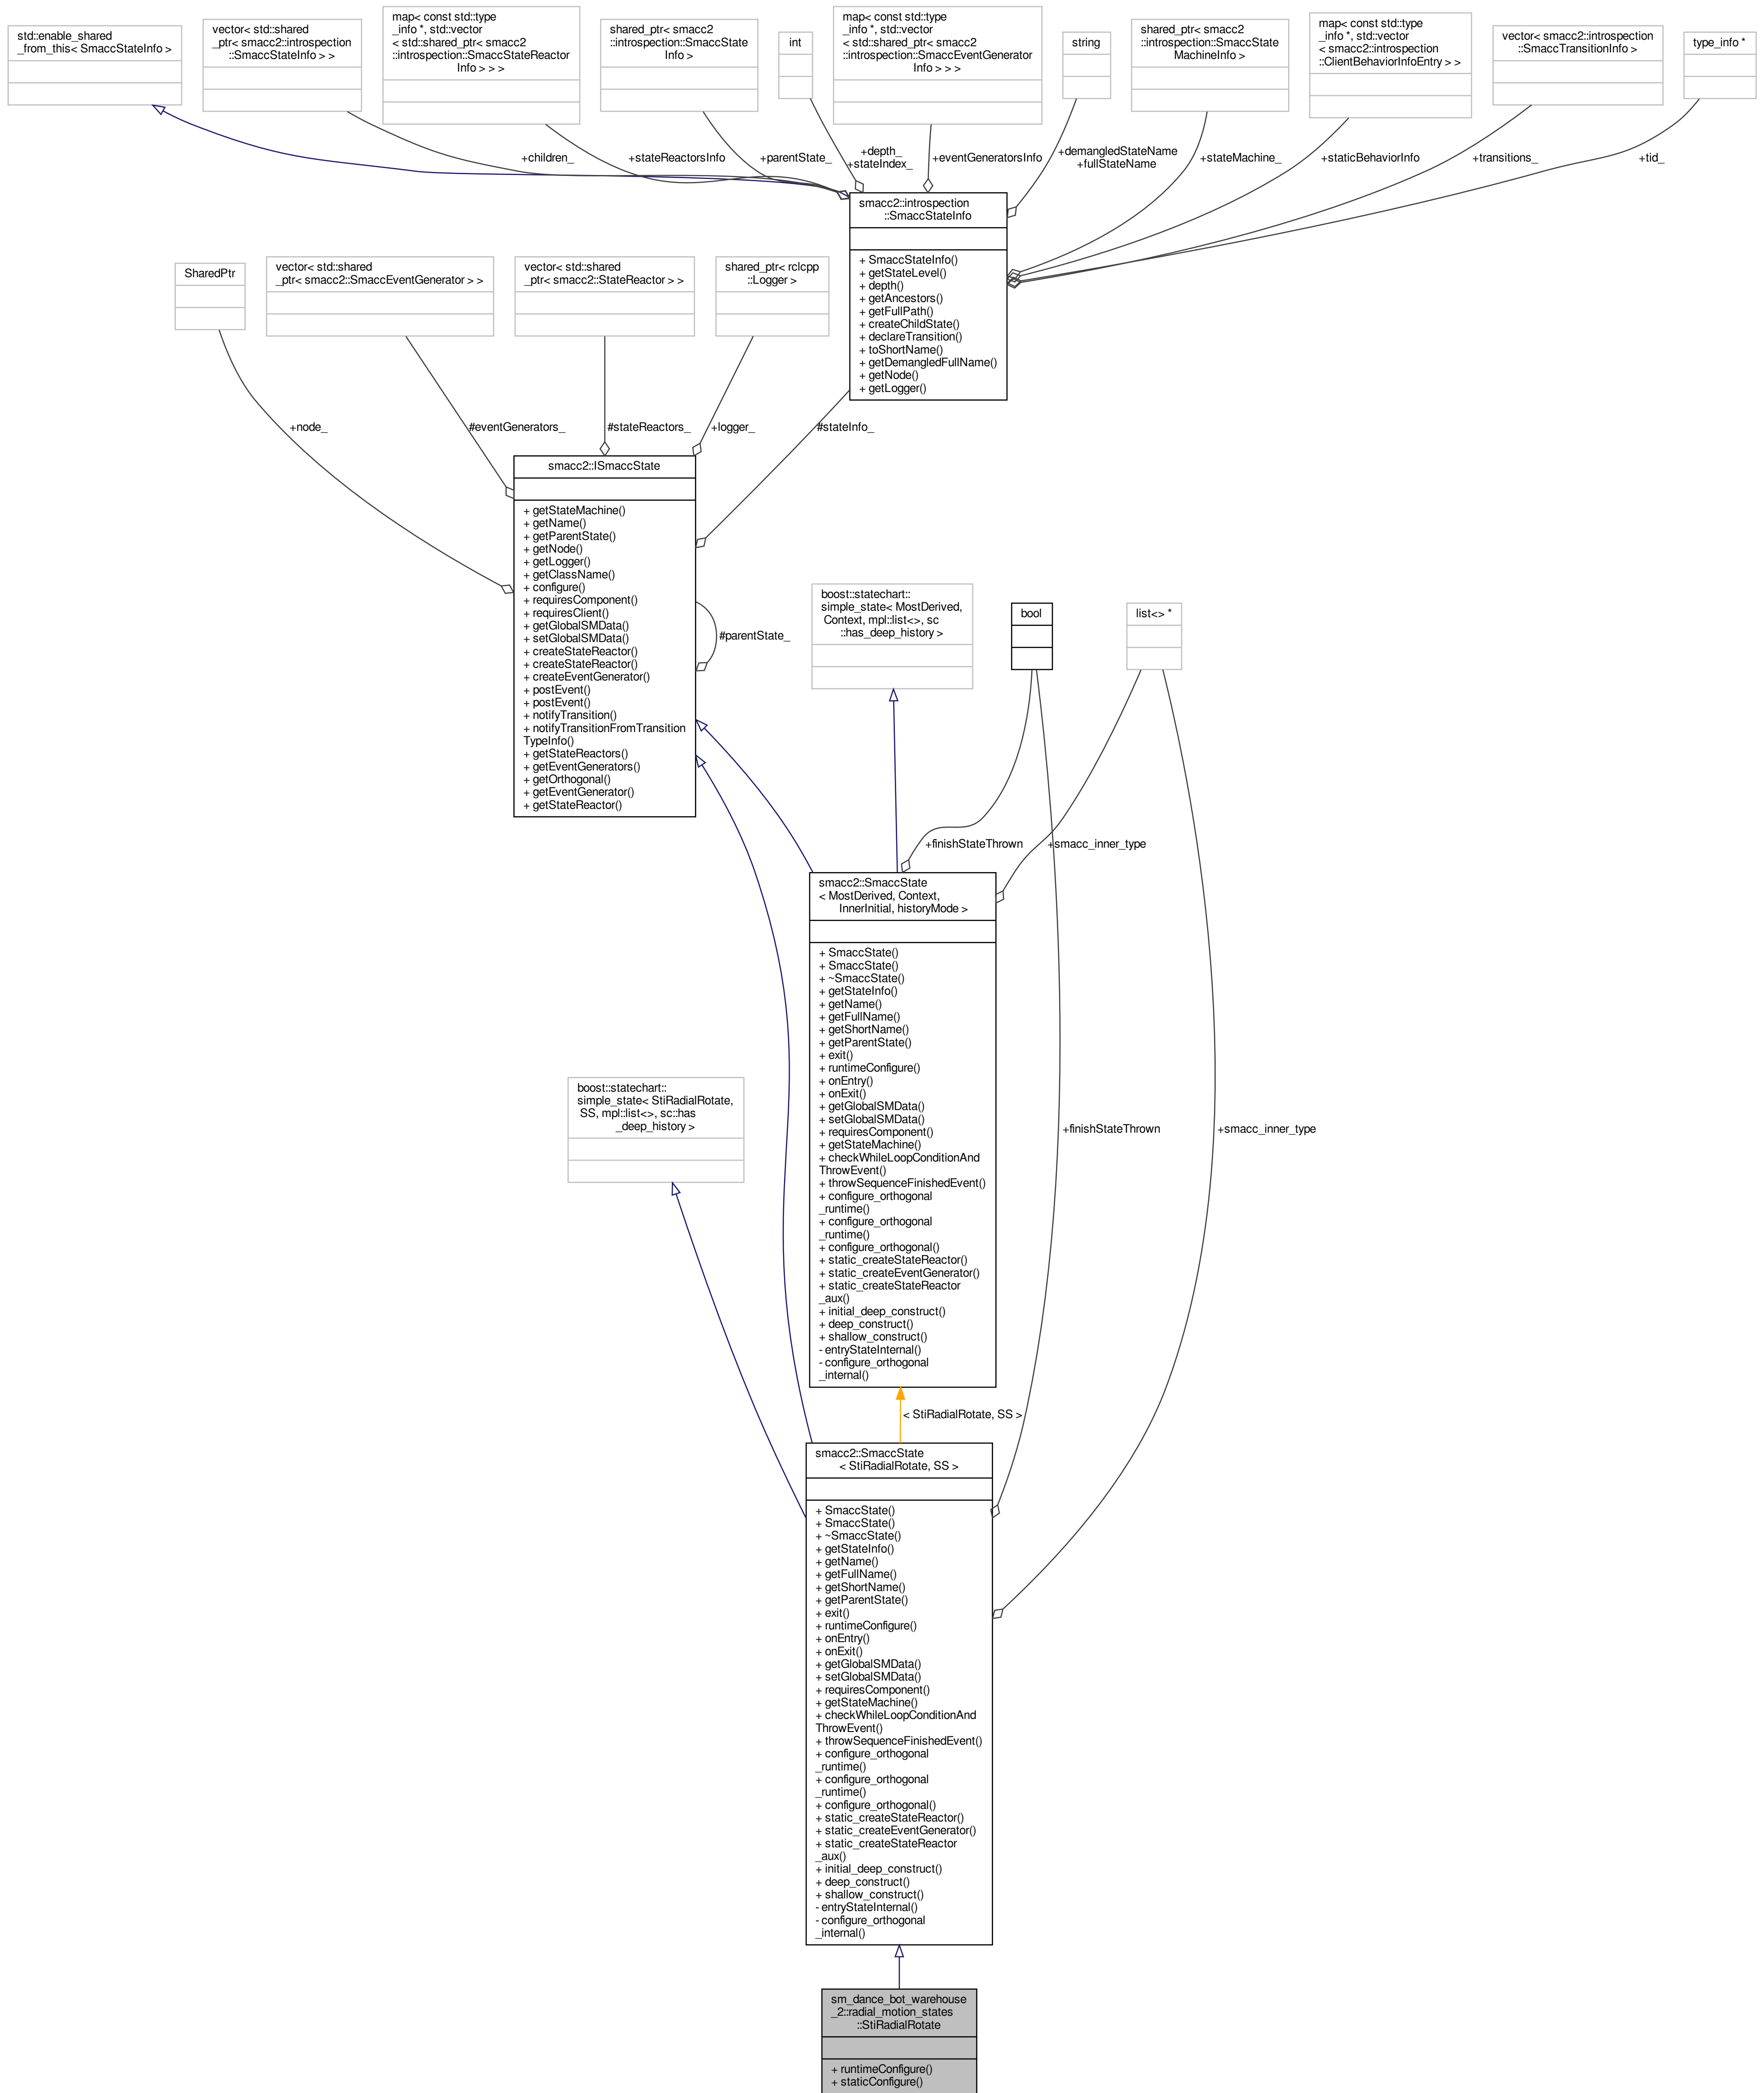 std::enable_shared
_from_this< SmaccStateInfo >
vector< std::shared
_ptr< smacc2::introspection
::SmaccStateInfo > >
map< const std::type
_info *, std::vector
< std::shared_ptr< smacc2
::introspection::SmaccStateReactor
Info > > >
shared_ptr< smacc2
::introspection::SmaccState
Info >
int
map< const std::type
_info *, std::vector
< std::shared_ptr< smacc2
::introspection::SmaccEventGenerator
Info > > >
string
shared_ptr< smacc2
::introspection::SmaccState
MachineInfo >
map< const std::type
_info *, std::vector
< smacc2::introspection
::ClientBehaviorInfoEntry > >
vector< smacc2::introspection
::SmaccTransitionInfo >
type_info *
+children_
+stateReactorsInfo
+parentState_
+depth_
+stateIndex_
+eventGeneratorsInfo
+demangledStateName
+fullStateName
+stateMachine_
+staticBehaviorInfo
+transitions_
+tid_
smacc2::introspection
::SmaccStateInfo
+ SmaccStateInfo()
+ getStateLevel()
+ depth()
+ getAncestors()
+ getFullPath()
+ createChildState()
+ declareTransition()
+ toShortName()
+ getDemangledFullName()
+ getNode()
+ getLogger()
SharedPtr
vector< std::shared
_ptr< smacc2::SmaccEventGenerator > >
vector< std::shared
_ptr< smacc2::StateReactor > >
shared_ptr< rclcpp
::Logger >
+node_
#eventGenerators_
#stateReactors_
+logger_
#stateInfo_
smacc2::ISmaccState
+ getStateMachine()
+ getName()
+ getParentState()
+ getNode()
+ getLogger()
+ getClassName()
+ configure()
+ requiresComponent()
+ requiresClient()
+ getGlobalSMData()
+ setGlobalSMData()
+ createStateReactor()
+ createStateReactor()
+ createEventGenerator()
+ postEvent()
+ postEvent()
+ notifyTransition()
+ notifyTransitionFromTransition
TypeInfo()
+ getStateReactors()
+ getEventGenerators()
+ getOrthogonal()
+ getEventGenerator()
+ getStateReactor()
#parentState_
boost::statechart::
simple_state< MostDerived,
Context, mpl::list<>, sc
::has_deep_history >
bool
list<> *
+finishStateThrown
+smacc_inner_type
smacc2::SmaccState
< MostDerived, Context,
InnerInitial, historyMode >
+ SmaccState()
+ SmaccState()
+ ~SmaccState()
+ getStateInfo()
+ getName()
+ getFullName()
+ getShortName()
+ getParentState()
+ exit()
+ runtimeConfigure()
+ onEntry()
+ onExit()
+ getGlobalSMData()
+ setGlobalSMData()
+ requiresComponent()
+ getStateMachine()
+ checkWhileLoopConditionAnd
ThrowEvent()
+ throwSequenceFinishedEvent()
+ configure_orthogonal
_runtime()
+ configure_orthogonal
_runtime()
+ configure_orthogonal()
+ static_createStateReactor()
+ static_createEventGenerator()
+ static_createStateReactor
_aux()
+ initial_deep_construct()
+ deep_construct()
+ shallow_construct()
- entryStateInternal()
- configure_orthogonal
_internal()
boost::statechart::
simple_state< StiRadialRotate,
SS, mpl::list<>, sc::has
_deep_history >
+finishStateThrown
+smacc_inner_type
< StiRadialRotate, SS >
smacc2::SmaccState
< StiRadialRotate, SS >
+ SmaccState()
+ SmaccState()
+ ~SmaccState()
+ getStateInfo()
+ getName()
+ getFullName()
+ getShortName()
+ getParentState()
+ exit()
+ runtimeConfigure()
+ onEntry()
+ onExit()
+ getGlobalSMData()
+ setGlobalSMData()
+ requiresComponent()
+ getStateMachine()
+ checkWhileLoopConditionAnd
ThrowEvent()
+ throwSequenceFinishedEvent()
+ configure_orthogonal
_runtime()
+ configure_orthogonal
_runtime()
+ configure_orthogonal()
+ static_createStateReactor()
+ static_createEventGenerator()
+ static_createStateReactor
_aux()
+ initial_deep_construct()
+ deep_construct()
+ shallow_construct()
- entryStateInternal()
- configure_orthogonal
_internal()
sm_dance_bot_warehouse
_2::radial_motion_states
::StiRadialRotate
+ runtimeConfigure()
+ staticConfigure()